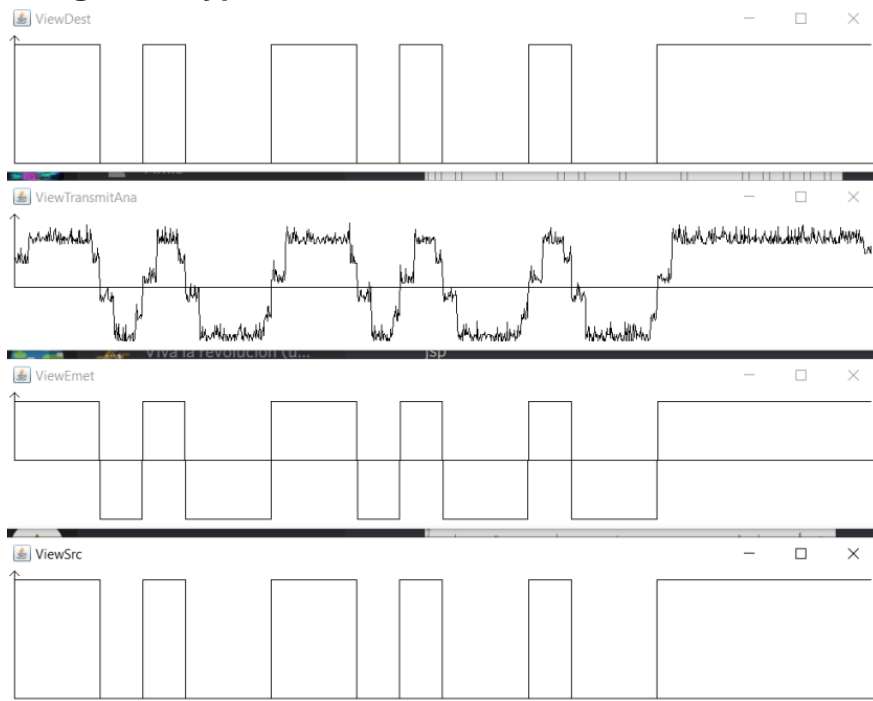 ViewDest
ViewTransmitAna
Viva la revolucion (u...
jsp
ViewEmet
ViewSrc